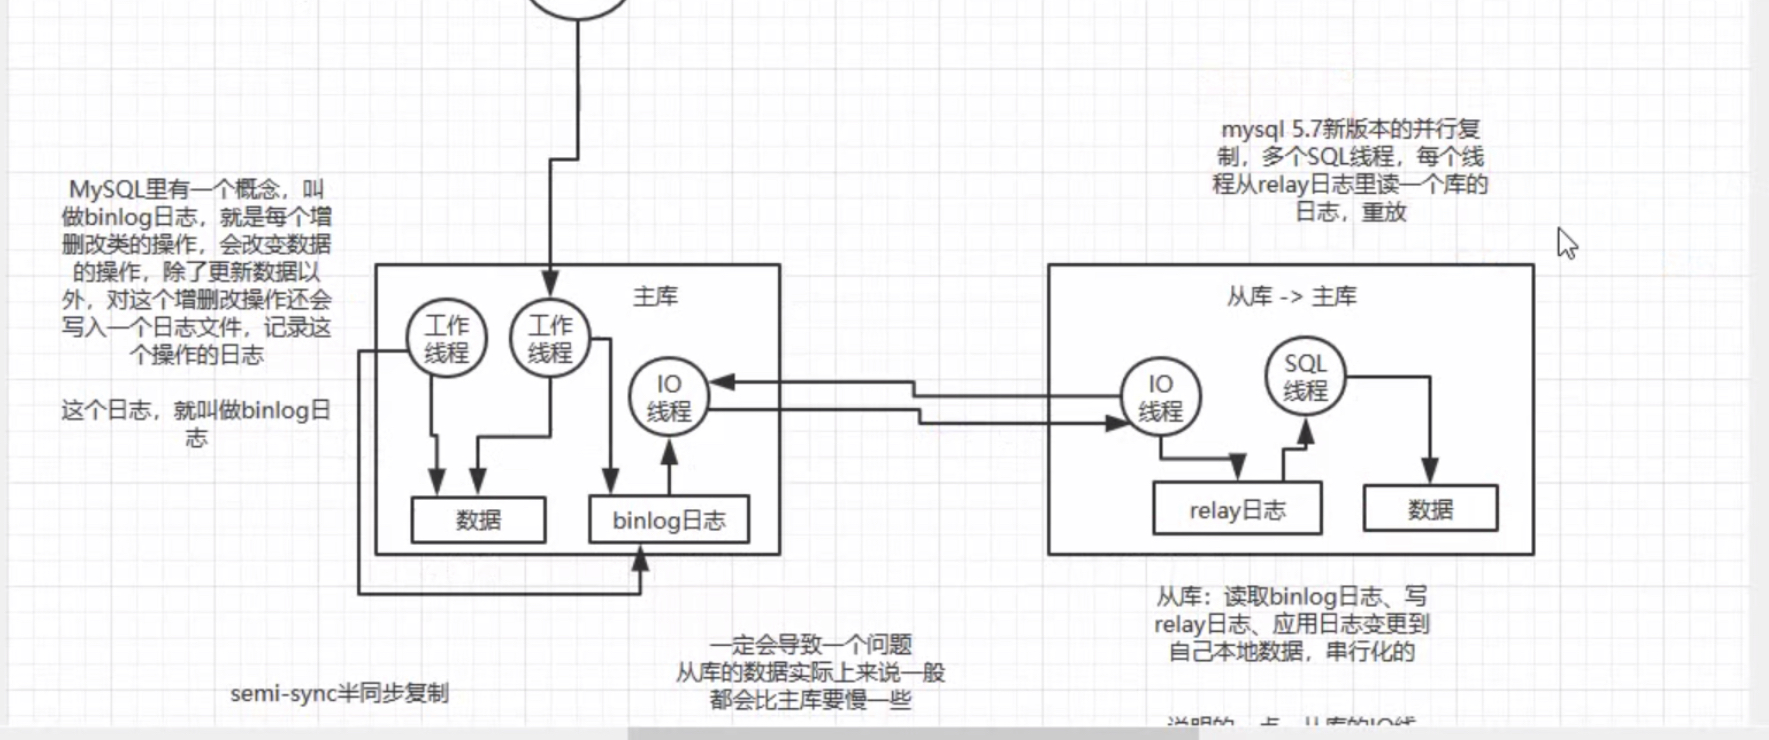 mysql 5.7新版本的并行复
制，多个SQL线程，每个线
程从relay日志里读一个库的
日志，重放
MySQL里有一个概念，叫
做binlog日志，就是每个增
删改类的操作，会改变数据
的操作，除了更新数据以
外，对这个增删改操作还会
写入一个日志文件，记录这
个操作的日志
这个日志，就叫做binlog日
志
主库
工作
线程
工作
线程
IO
线程
数据
binlog日志
从库 -> 主库
IO
线程
SQL
线程
relay日志
数据
从库：读取binlog日志、写
relay日志、应用日志变更到
自己本地数据，串行化的
一定会导致一个问题
从库的数据实际上来说一般
都会比主库要慢一些
semi-sync半同步复制